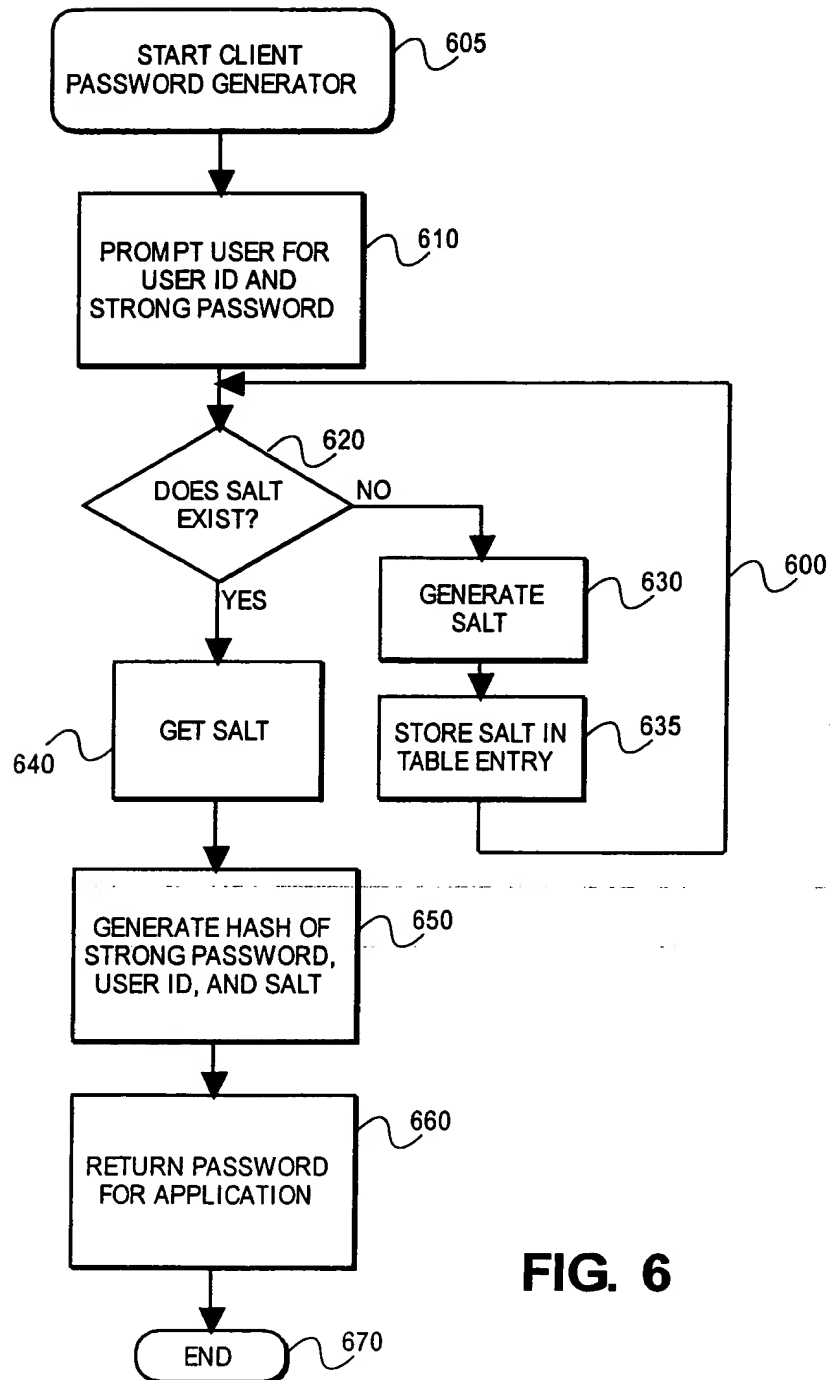 START CLIENT
PASSWORD GENERATOR
605
PROMPT USER FOR
USER ID AND
STRONG PASSWORD
610
620
DOES SALT
EXIST?
NO
YES
600
GENERATE
SALT
630
GET SALT
640
STORE SALT IN
TABLE ENTRY
635
GENERATE HASH OF
STRONG PASSWORD,
USER ID, AND SALT
650
RETURN PASSWORD
FOR APPLICATION
660
FIG. 6
END
670